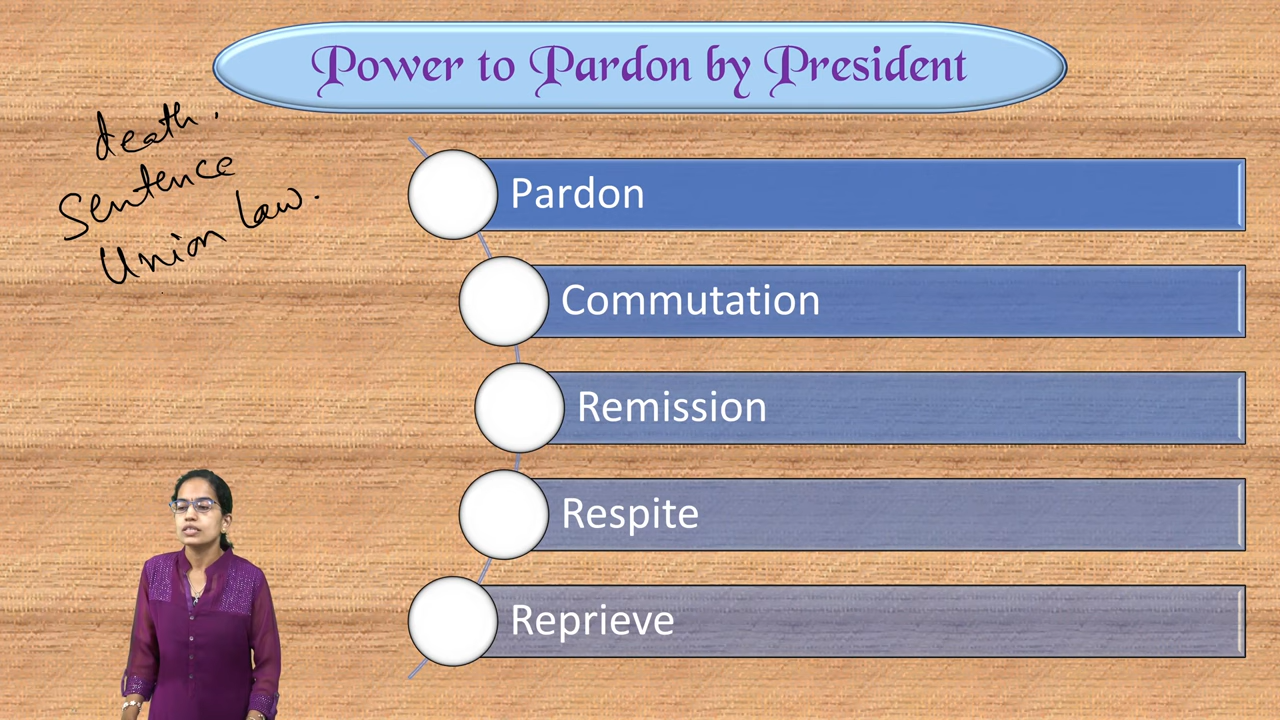 Power to Pardon by President
death.
Sentence
Union law.
Pardon
Commutation
Remission
Respite
Reprieve